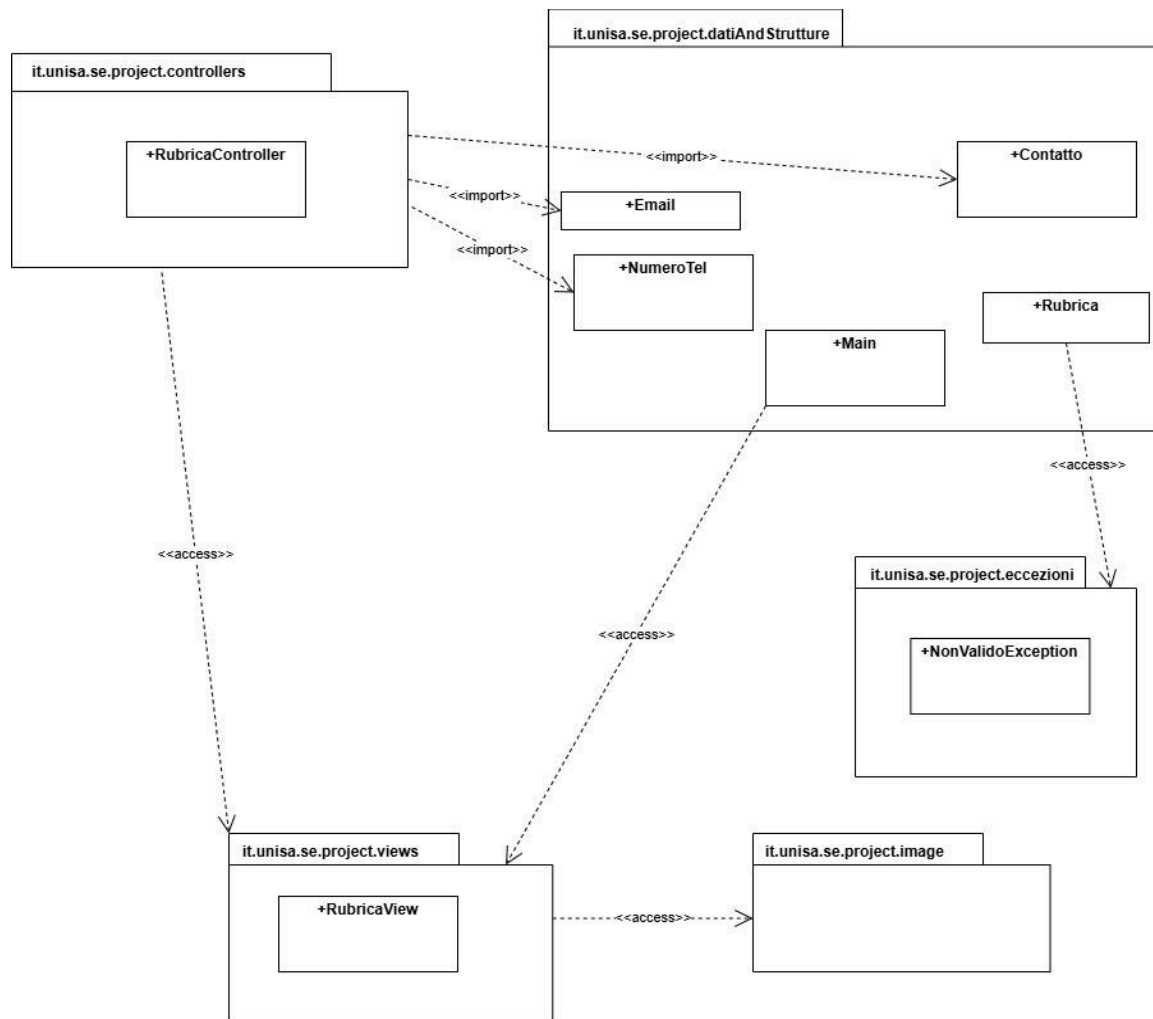 it.unisa.se.project.datiAndStrutture
it.unisa.se.project.controllers
+RubricaController
<<import>>
+Contatto
<<import>>
+Email
<<import>>
+NumeroTel
+Rubrica
+Main
<<access>>
<<access>>
it.unisa.se.project.eccezioni
<<access>>
+NonValidoException
it.unisa.se.project.views
it.unisa.se.project.image
+RubricaView
<<access>>